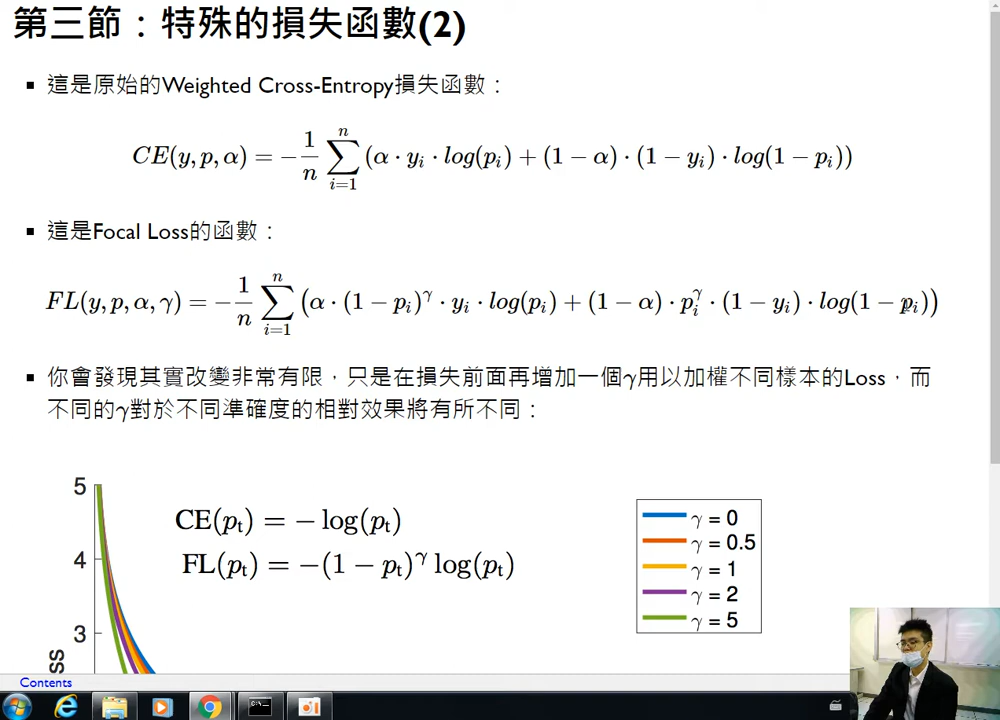 第三節：特殊的損失函數(2)
▪ 這是原始的Weighted Cross-Entropy損失函數：
CE(y, p, α) = −\frac{1}{n} \sum_{i=1}^{n} (α · y_i · log(p_i) + (1 − α) · (1 − y_i) · log(1 − p_i))
▪ 這是Focal Loss的函數：
FL(y, p, α, γ) = −\frac{1}{n} \sum_{i=1}^{n} (α · (1 − p_i)^γ · y_i · log(p_i) + (1 − α) · p_i^γ · (1 − y_i) · log(1 − p_i))
▪ 你會發現其實改變非常有限，只是在損失前面再增加一個γ用以加權不同樣本的Loss，而
不同的γ對於不同準確度的相對效果將有所不同：
5
4
3
ss
CE(p_t) = − log(p_t)
FL(p_t) = −(1 − p_t)^γ log(p_t)
γ = 0
γ = 0.5
γ = 1
γ = 2
γ = 5
Contents